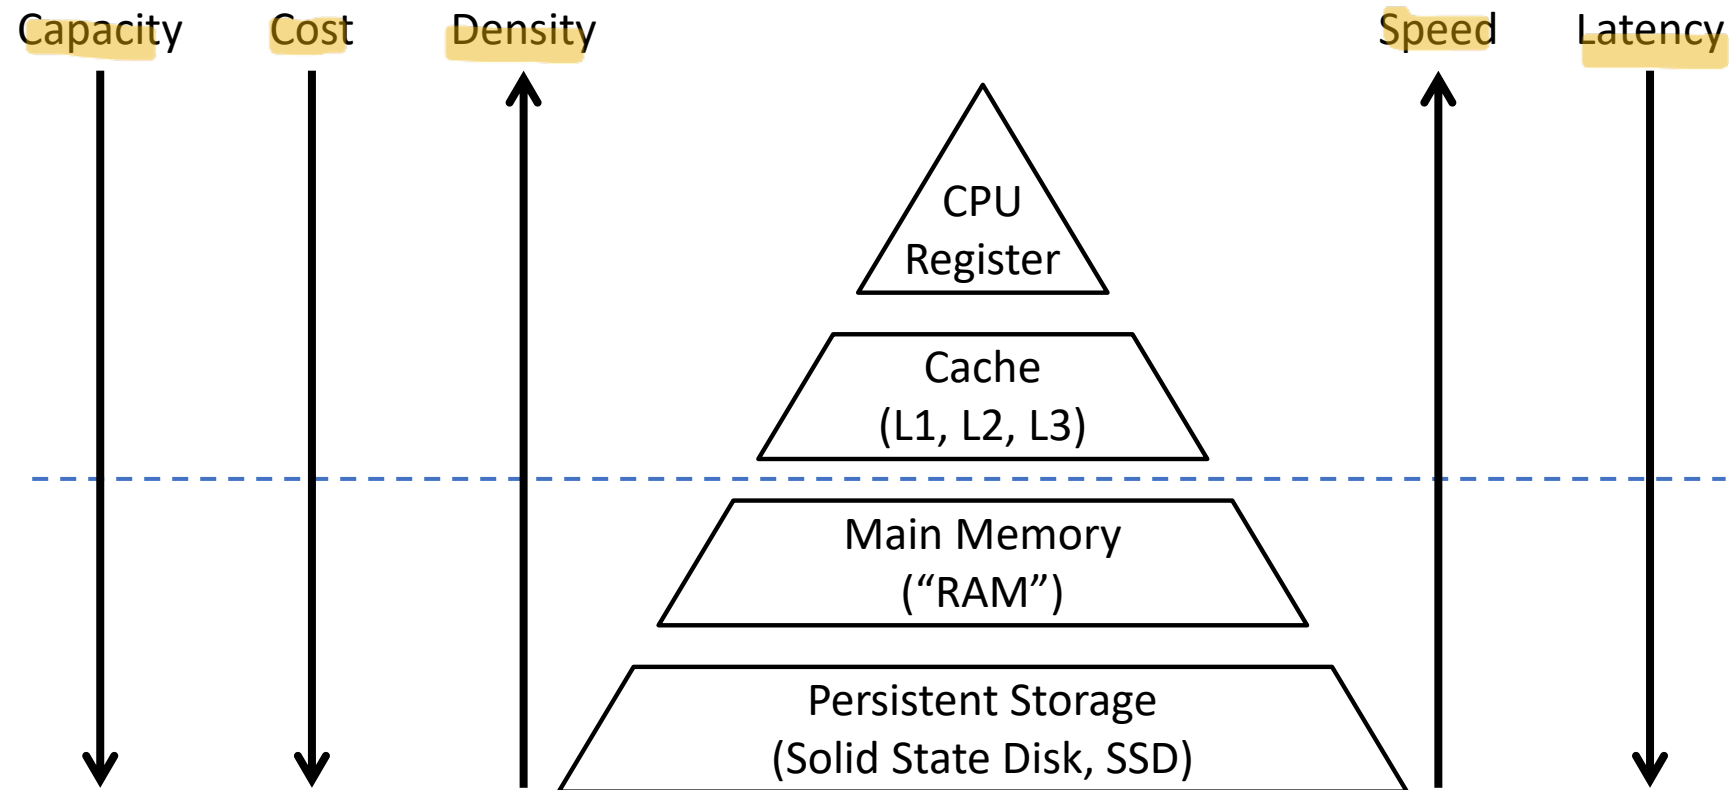 Capacity Cost Density Speed Latency
CPU
Register
Cache
(L1, L2, L3)
Main Memory
(“RAM”)
Persistent Storage
(Solid State Disk, SSD)